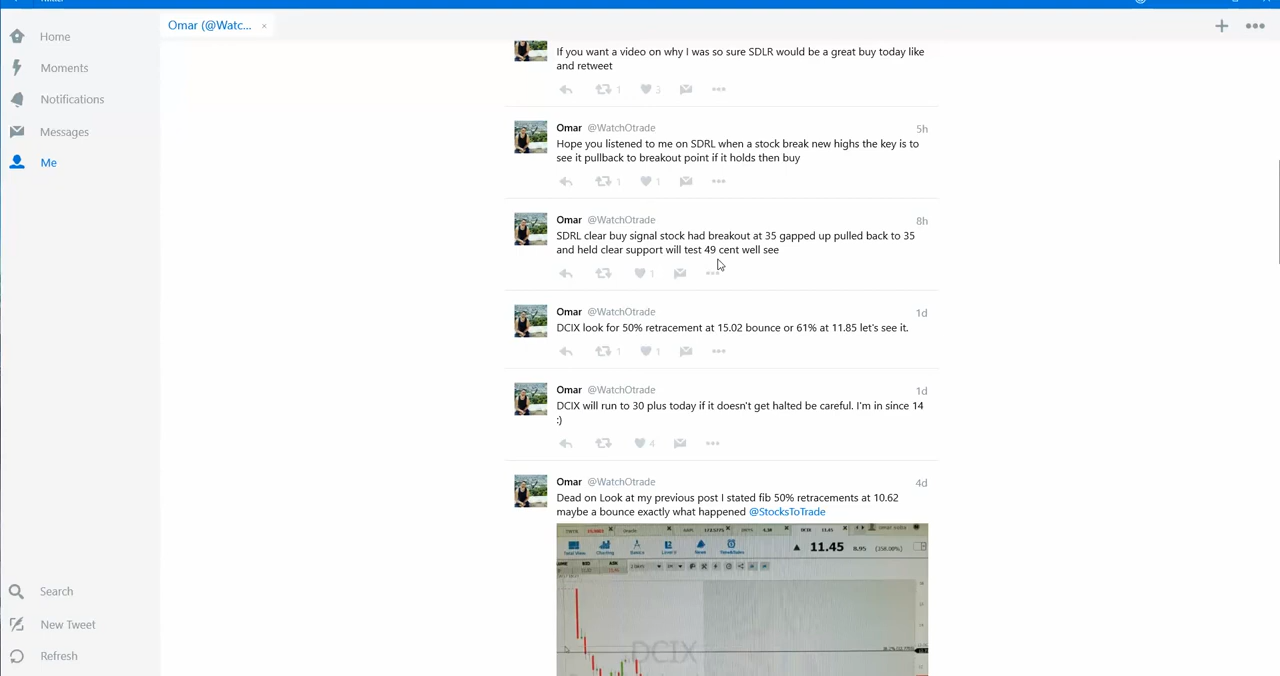 Omar (@Watc... ×
Home
Moments
Notifications
Messages
Me
Search
New Tweet
Refresh
If you want a video on why I was so sure SDLR would be a great buy today like
and retweet
1 3
Omar @WatchOtrade 5h
Hope you listened to me on SDRL when a stock break new highs the key is to
see it pullback to breakout point if it holds then buy
1 1
Omar @WatchOtrade 8h
SDRL clear buy signal stock had breakout at 35 gapped up pulled back to 35
and held clear support will test 49 cent well see
1
Omar @WatchOtrade 1d
DCIX look for 50% retracement at 15.02 bounce or 61% at 11.85 let's see it.
1 1
Omar @WatchOtrade 1d
DCIX will run to 30 plus today if it doesn't get halted be careful. I'm in since 14
:)
4
Omar @WatchOtrade 4d
Dead on Look at my previous post I stated fib 50% retracements at 10.62
maybe a bounce exactly what happened @StocksToTrade
11.45 8.95
DCIX